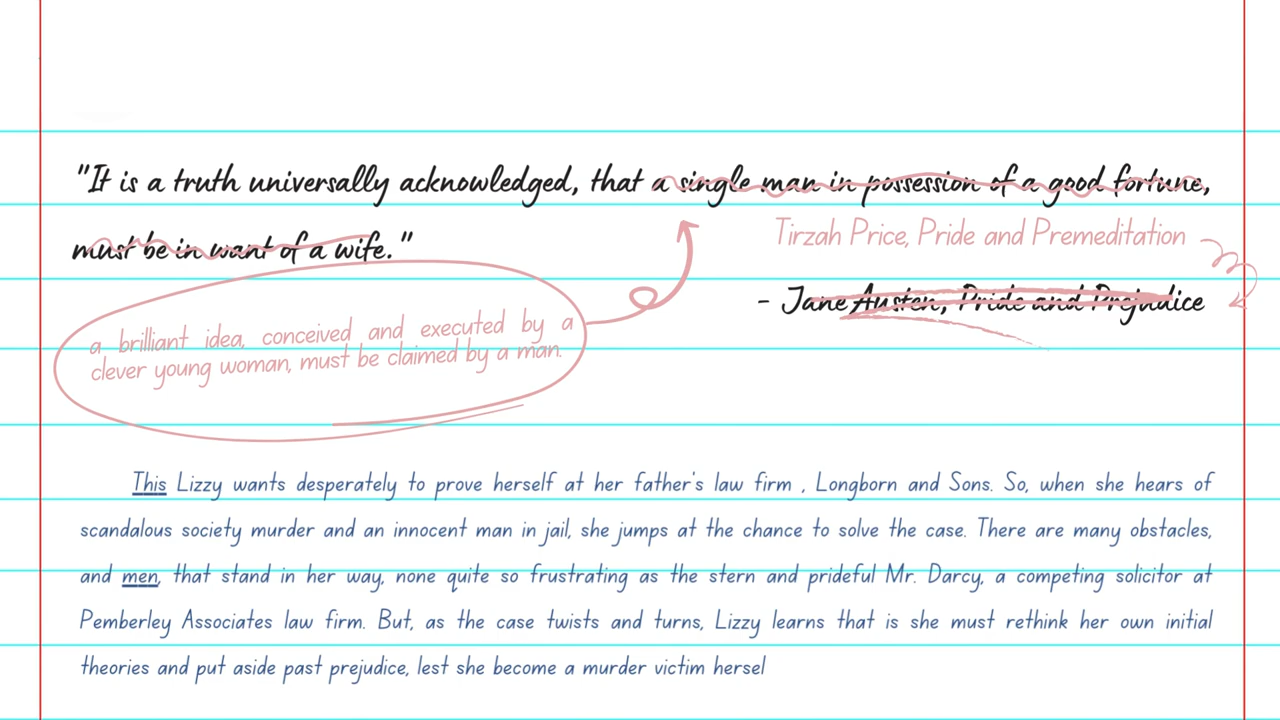 "It is a truth universally acknowledged, that a single man in possession of a good fortune,
Tirzah Price, Pride and Premeditation
must be in want of a wife."
- Jane Austen, Pride and Prejudice
a brilliant idea, conceived and executed by a
clever young woman, must be claimed by a man.
This Lizzy wants desperately to prove herself at her father's law firm , Longborn and Sons. So, when she hears of
scandalous society murder and an innocent man in jail, she jumps at the chance to solve the case. There are many obstacles,
and men, that stand in her way, none quite so frustrating as the stern and prideful Mr. Darcy, a competing solicitor at
Pemberley Associates law firm. But, as the case twists and turns, Lizzy learns that is she must rethink her own initial
theories and put aside past prejudice, lest she become a murder victim hersel